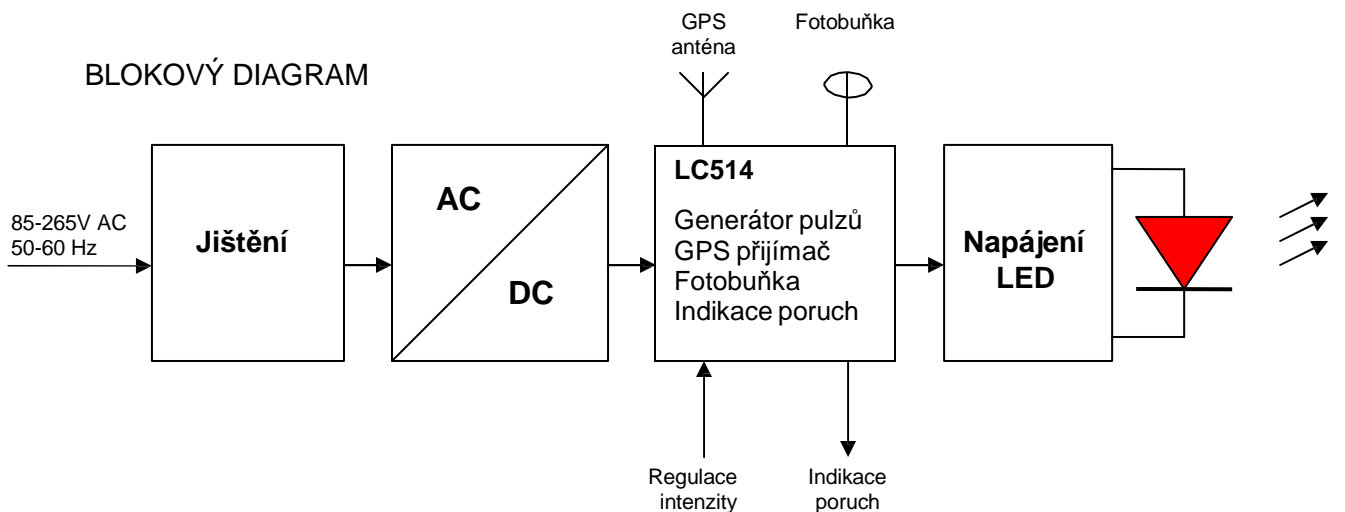 GPS
anténa
Fotobuňka
BLOKOVÝ DIAGRAM
85-265V AC
50-60 Hz
Jištění
AC
DC
LC514
Generátor pulzů
GPS přijímač
Fotobuňka
Indikace poruch
Napájení
LED
Regulace
intenzity
Indikace
poruch